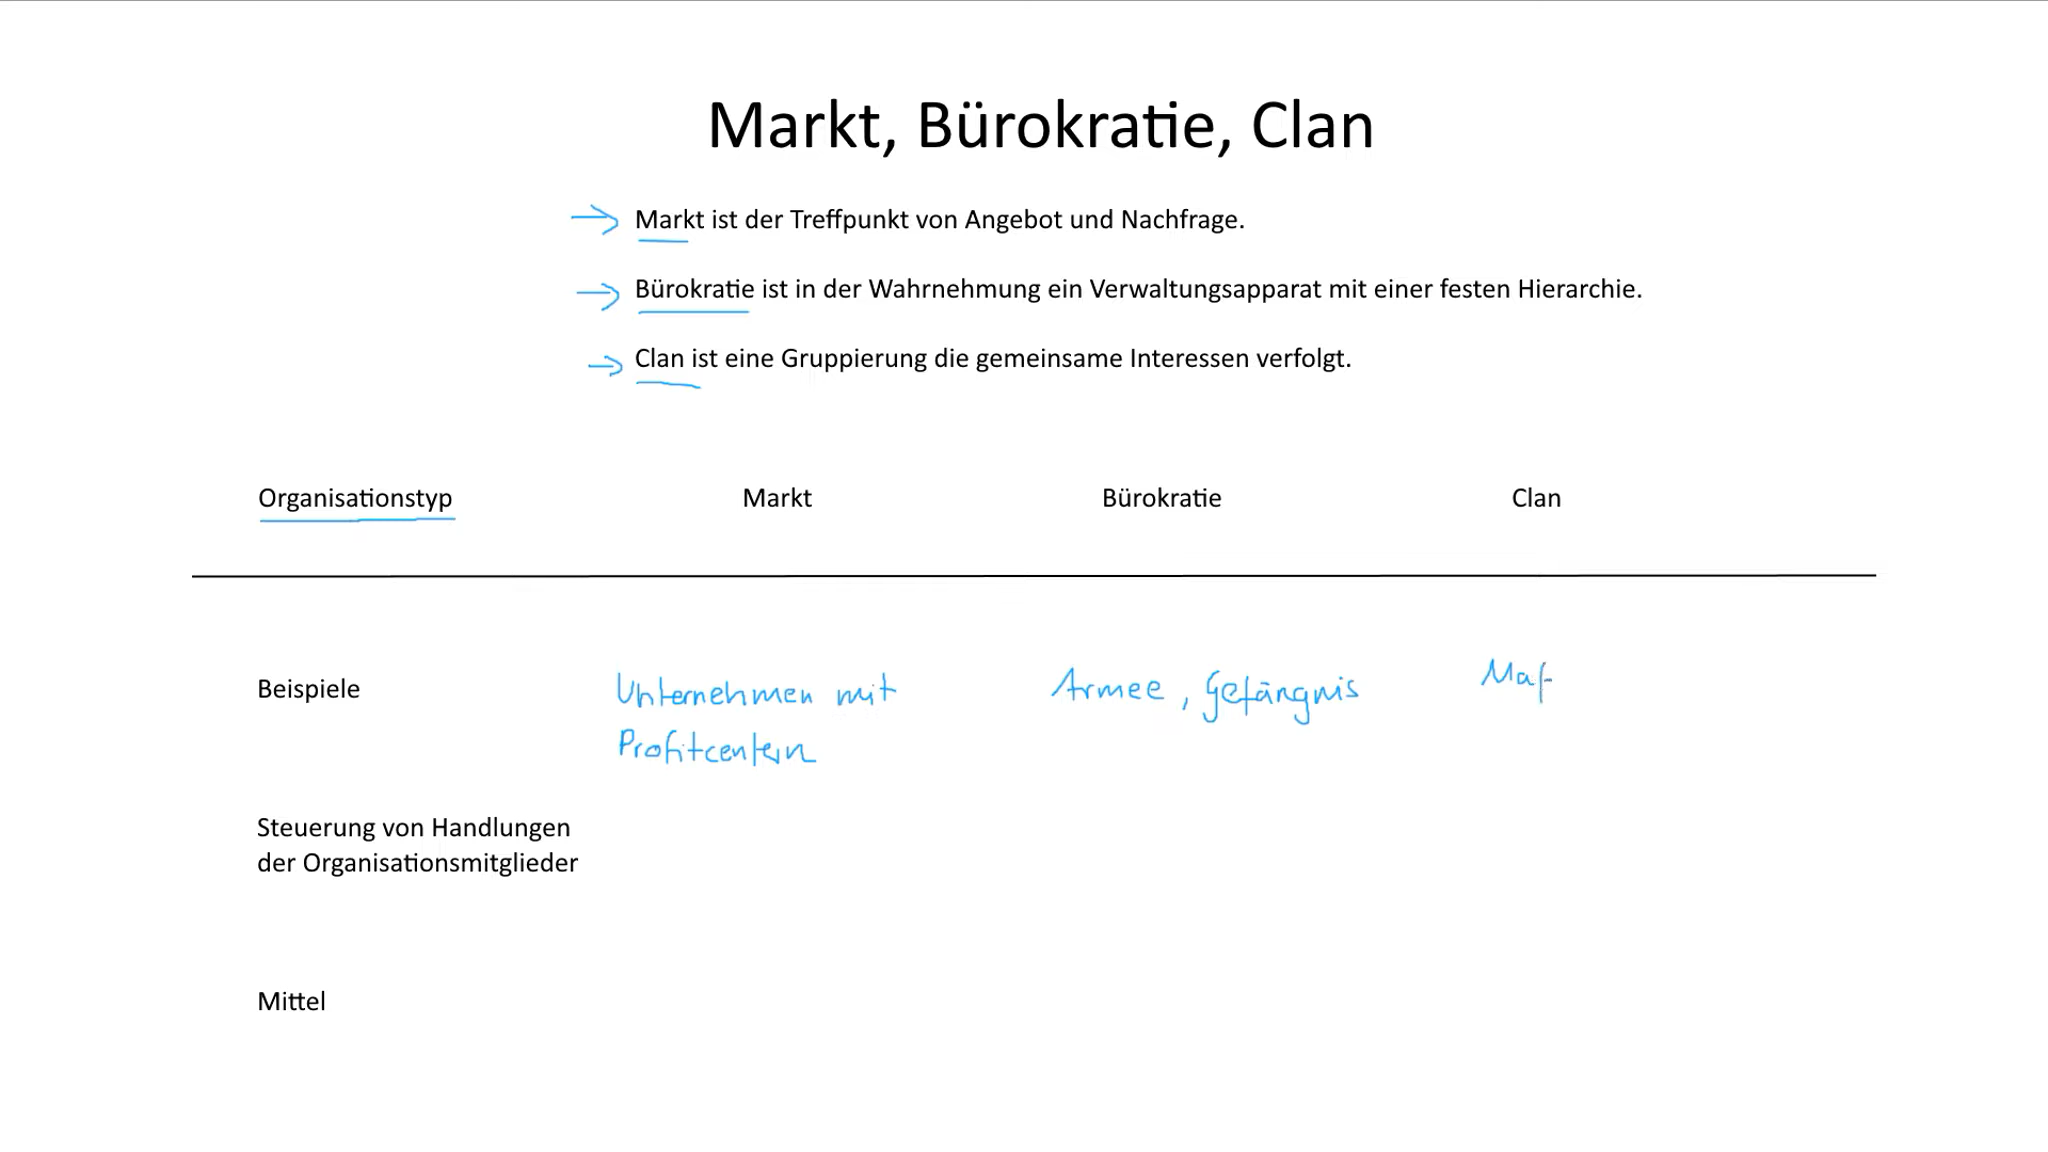 Markt, Bürokratie, Clan
Markt ist der Treffpunkt von Angebot und Nachfrage.
Bürokratie ist in der Wahrnehmung ein Verwaltungsapparat mit einer festen Hierarchie.
Clan ist eine Gruppierung die gemeinsame Interessen verfolgt.
Organisationstyp Markt Bürokratie Clan
Beispiele Unternehmen mit Armee, Gefängnis Maf
Profitcentern
Steuerung von Handlungen
der Organisationsmitglieder
Mittel